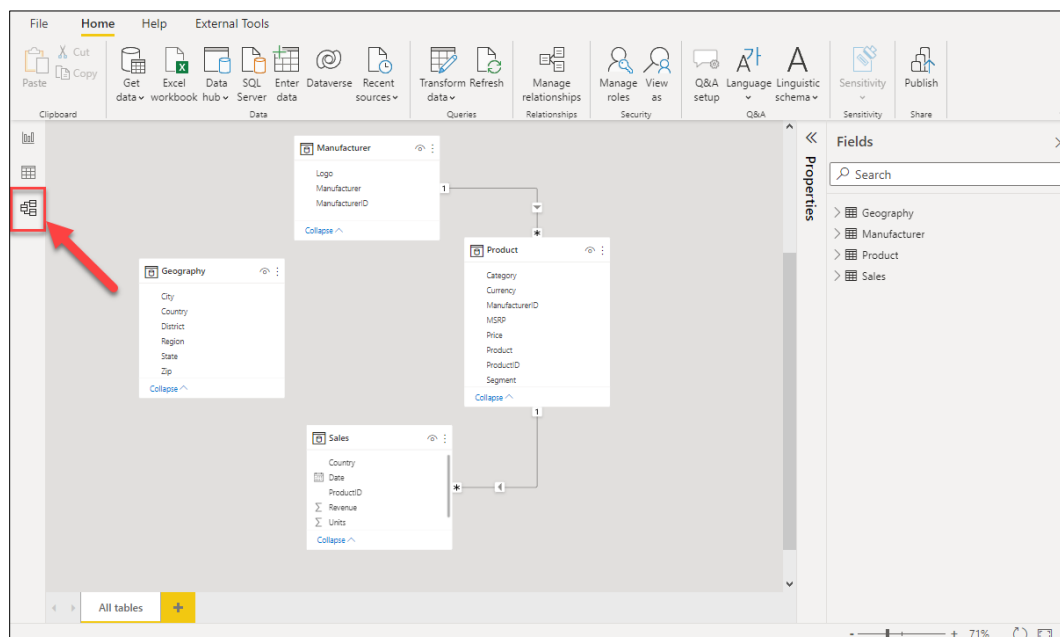 File Home Help External Tools
Paste
Cut
Copy
Get data
Excel workbook
Data hub
SQL Server
Enter data
Dataverse
Recent sources
Transform data
Refresh
Manage relationships
Manage roles
View as
Q&A setup
Language
Linguistic schema
Sensitivity
Publish
Clipboard Data Queries Relationships Security Q&A Sensitivity Share
Manufacturer
Logo
Manufacturer
ManufacturerID
Collapse
1
*
Geography
City
Country
District
Region
State
Zip
Collapse
Product
Category
Currency
ManufacturerID
MSRP
Price
Product
ProductID
Segment
Collapse
1
*
Sales
Country
Date
ProductID
Σ Revenue
Σ Units
Collapse
Properties
Fields
Search
Geography
Manufacturer
Product
Sales
All tables +
- + 71%